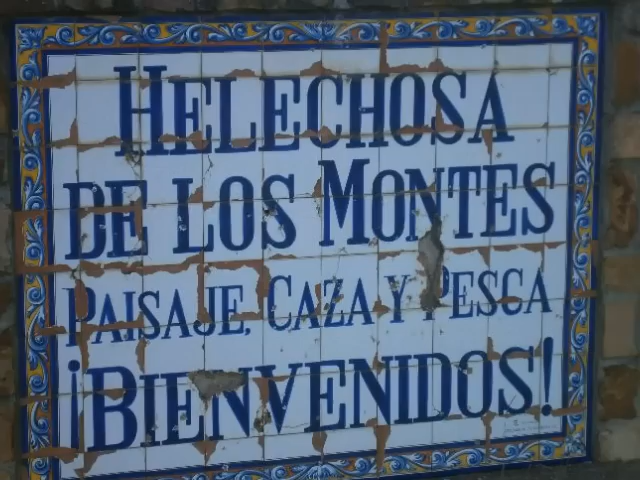 HELECHOSA
DE LOS MONTES
PAISAJE, CAZA Y PESCA
¡BIENVENIDOS!